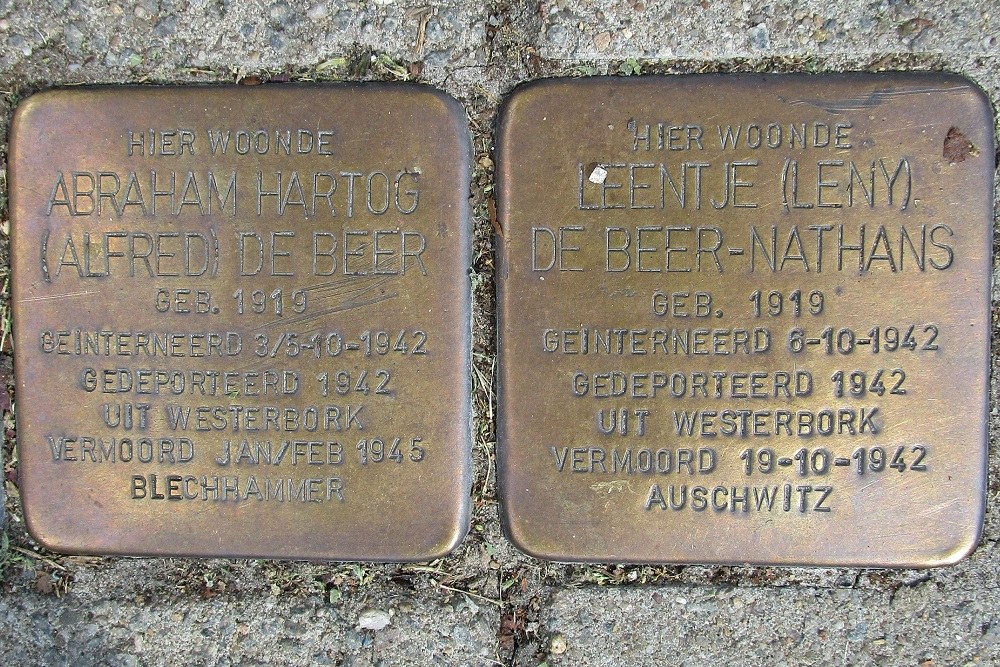 HIER WOONDE
ABRAHAM HARTOG
(ALFRED) DE BEER
GEB. 1919
GEÏNTERNEERD 3/5-10-1942
GEDEPORTEERD 1942
UIT WESTERBORK
VERMOORD JAN/FEB 1945
BLECHHAMMER
HIER WOONDE
LEENTJE (LENY)
DE BEER-NATHANS
GEB. 1919
GEÏNTERNEERD 6-10-1942
GEDEPORTEERD 1942
UIT WESTERBORK
VERMOORD 19-10-1942
AUSCHWITZ